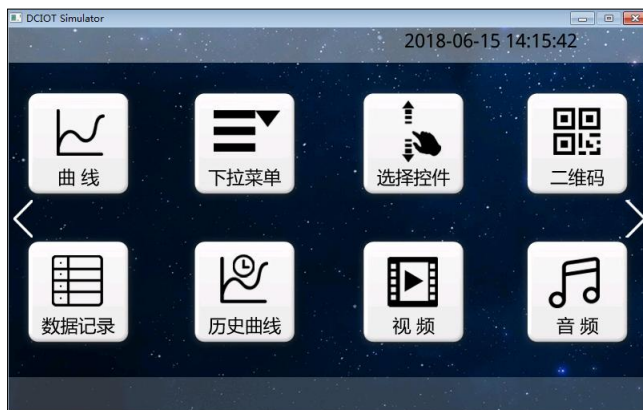 DCIOT Simulator
2018-06-15 14:15:42
曲 线
下拉菜单
选择控件
二维码
数据记录
历史曲线
视 频
音 频